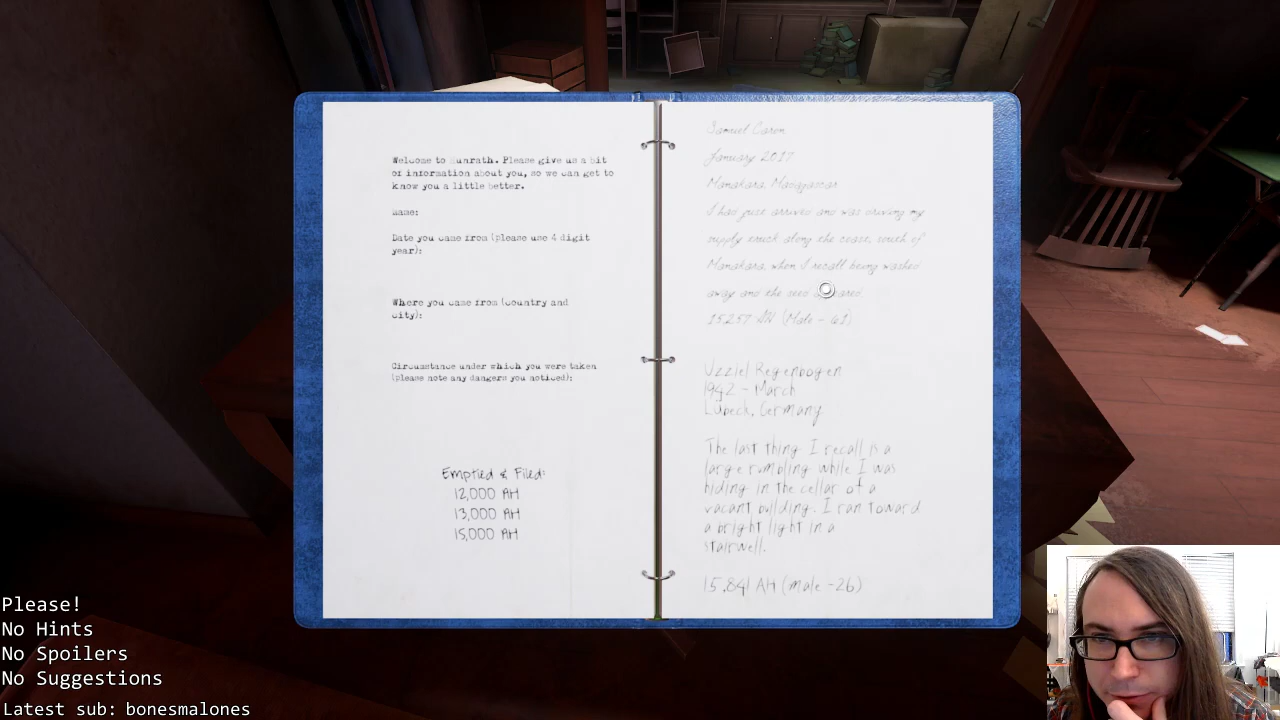 Welcome to Hunrath. Please give us a bit
of information about you, so we can get to
know you a little better.
Name:
Date you came from (please use 4 digit
year):
Where you came from (country and
city):
Circumstance under which you were taken
(please note any dangers you noticed):
Emptied & Filed:
12,000 AH
13,000 AH
15,000 AH
Samuel Caron
January 2017
Manakara, Madagascar
I had just arrived and was driving my
supply truck along the coast, south of
Manakara, when I recall being washed
away and the seed
15,257 AH (Male - 61)
Uzziel Regenbogen
1942 - March
Lubeck, Germany
The last thing I recall is a
large rumbling while I was
hiding in the cellar of a
vacant building. I ran toward
a bright light in a
stairwell.
15,841 AH (male - 26)
Please!
No Hints
No Spoilers
No Suggestions
Latest sub: bonesmalones